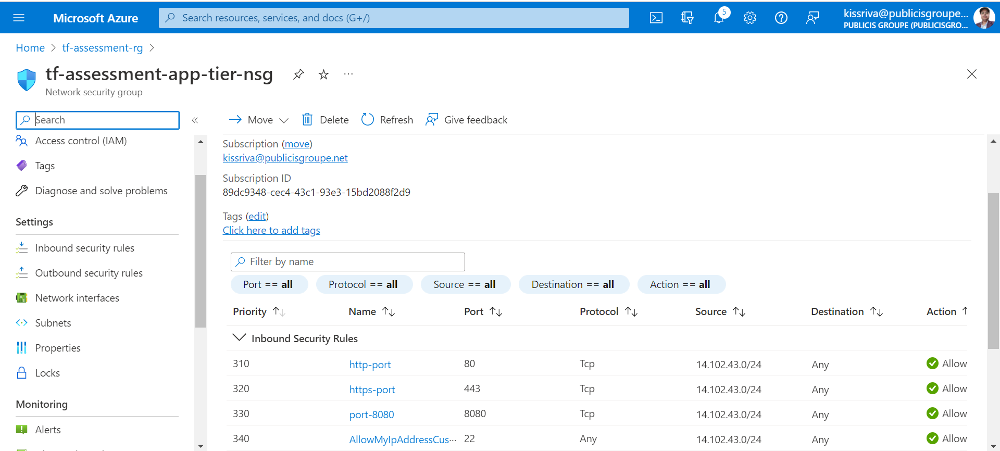 Microsoft Azure
Search resources, services, and docs (G+/)
5
kissriva@publicisgroupe...
PUBLICIS GROUPE (PUBLICISGRO...
Home > tf-assessment-rg >
tf-assessment-app-tier-nsg
Network security group
Search
Move
Delete
Refresh
Give feedback
Access control (IAM)
Tags
Diagnose and solve problems
Settings
Inbound security rules
Outbound security rules
Network interfaces
Subnets
Properties
Locks
Monitoring
Alerts
Subscription (move)
kissriva@publicisgroupe.net
Subscription ID
89dc9348-cec4-43c1-93e3-15bd2088f2d9
Tags (edit)
Click here to add tags
Filter by name
Port == all Protocol == all Source == all Destination == all Action == all
Priority Name Port Protocol Source Destination Action
Inbound Security Rules
310 http-port 80 Tcp 14.102.43.0/24 Any Allow
320 https-port 443 Tcp 14.102.43.0/24 Any Allow
330 port-8080 8080 Tcp 14.102.43.0/24 Any Allow
340 AllowMyIpAddressCus... 22 Any 14.102.43.0/24 Any Allow